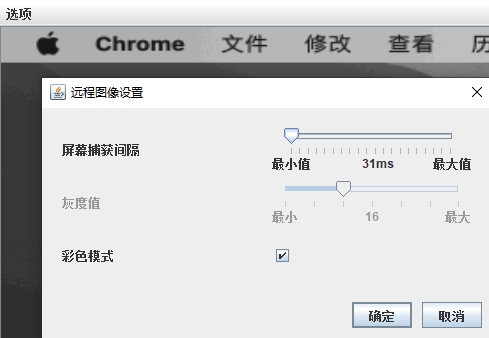 选项
Chrome 文件 修改 查看 历
远程图像设置
屏幕捕获间隔
最小值 31ms 最大值
灰度值
最小 16 最大
彩色模式
确定 取消